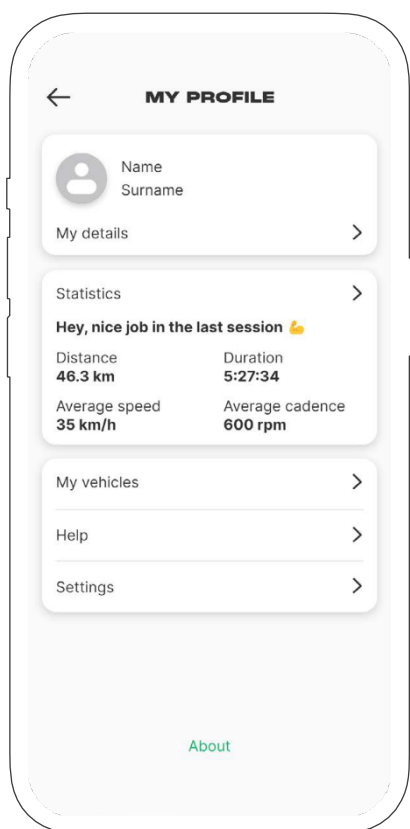 MY PROFILE
Name
Surname
My details
Statistics
Hey, nice job in the last session 💪
Distance
Duration
46.3 km
5:27:34
Average speed
Average cadence
35 km/h
600 rpm
My vehicles
Help
Settings
About